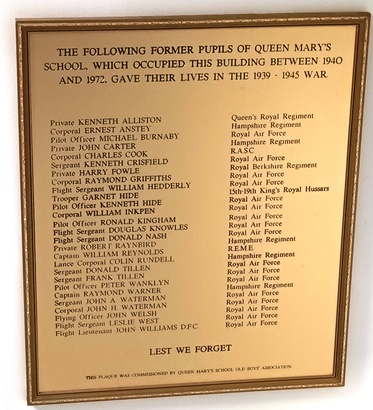 THE FOLLOWING FORMER PUPILS OF QUEEN MARY'S
SCHOOL, WHICH OCCUPIED THIS BUILDING BETWEEN 1940
AND 1972, GAVE THEIR LIVES IN THE 1939 - 1945 WAR
Private KENNETH ALLISTON Queen's Royal Regiment
Corporal ERNEST ANSTEY Hampshire Regiment
Pilot Officer MICHAEL BURNABY Royal Air Force
Private JOHN CARTER Hampshire Regiment
Corporal CHARLES COOK R.A.S.C
Sergeant KENNETH CRISFIELD Royal Air Force
Private HARRY FOWLE Royal Berkshire Regiment
Corporal RAYMOND GRIFFITHS Royal Air Force
Flight Sergeant WILLIAM HEDDERLY Royal Air Force
Trooper GARNET HIDE 15th-19th King's Royal Hussars
Pilot Officer KENNETH HIDE Royal Air Force
Corporal WILLIAM INKPEN Royal Air Force
Pilot Officer RONALD KINGHAM Royal Air Force
Flight Sergeant DOUGLAS KNOWLES Royal Air Force
Flight Sergeant DONALD NASH Royal Air Force
Private ROBERT RAYNBIRD Hampshire Regiment
Captain WILLIAM REYNOLDS R.E.M.E.
Lance Corporal COLIN RUNDELL Hampshire Regiment
Sergeant DONALD TILLEN Royal Air Force
Sergeant FRANK TILLEN Royal Air Force
Pilot Officer PETER WANKLYN Royal Air Force
Captain RAYMOND WARNER Hampshire Regiment
Sergeant JOHN A WATERMAN Royal Air Force
Corporal JOHN H WATERMAN Royal Air Force
Flying Officer JOHN WELSH Royal Air Force
Flight Sergeant LESLIE WEST Royal Air Force
Flight Lieutenant JOHN WILLIAMS D.F.C Royal Air Force
LEST WE FORGET
THIS PLAQUE WAS COMMISSIONED BY QUEEN MARY'S SCHOOL OLD BOYS' ASSOCIATION